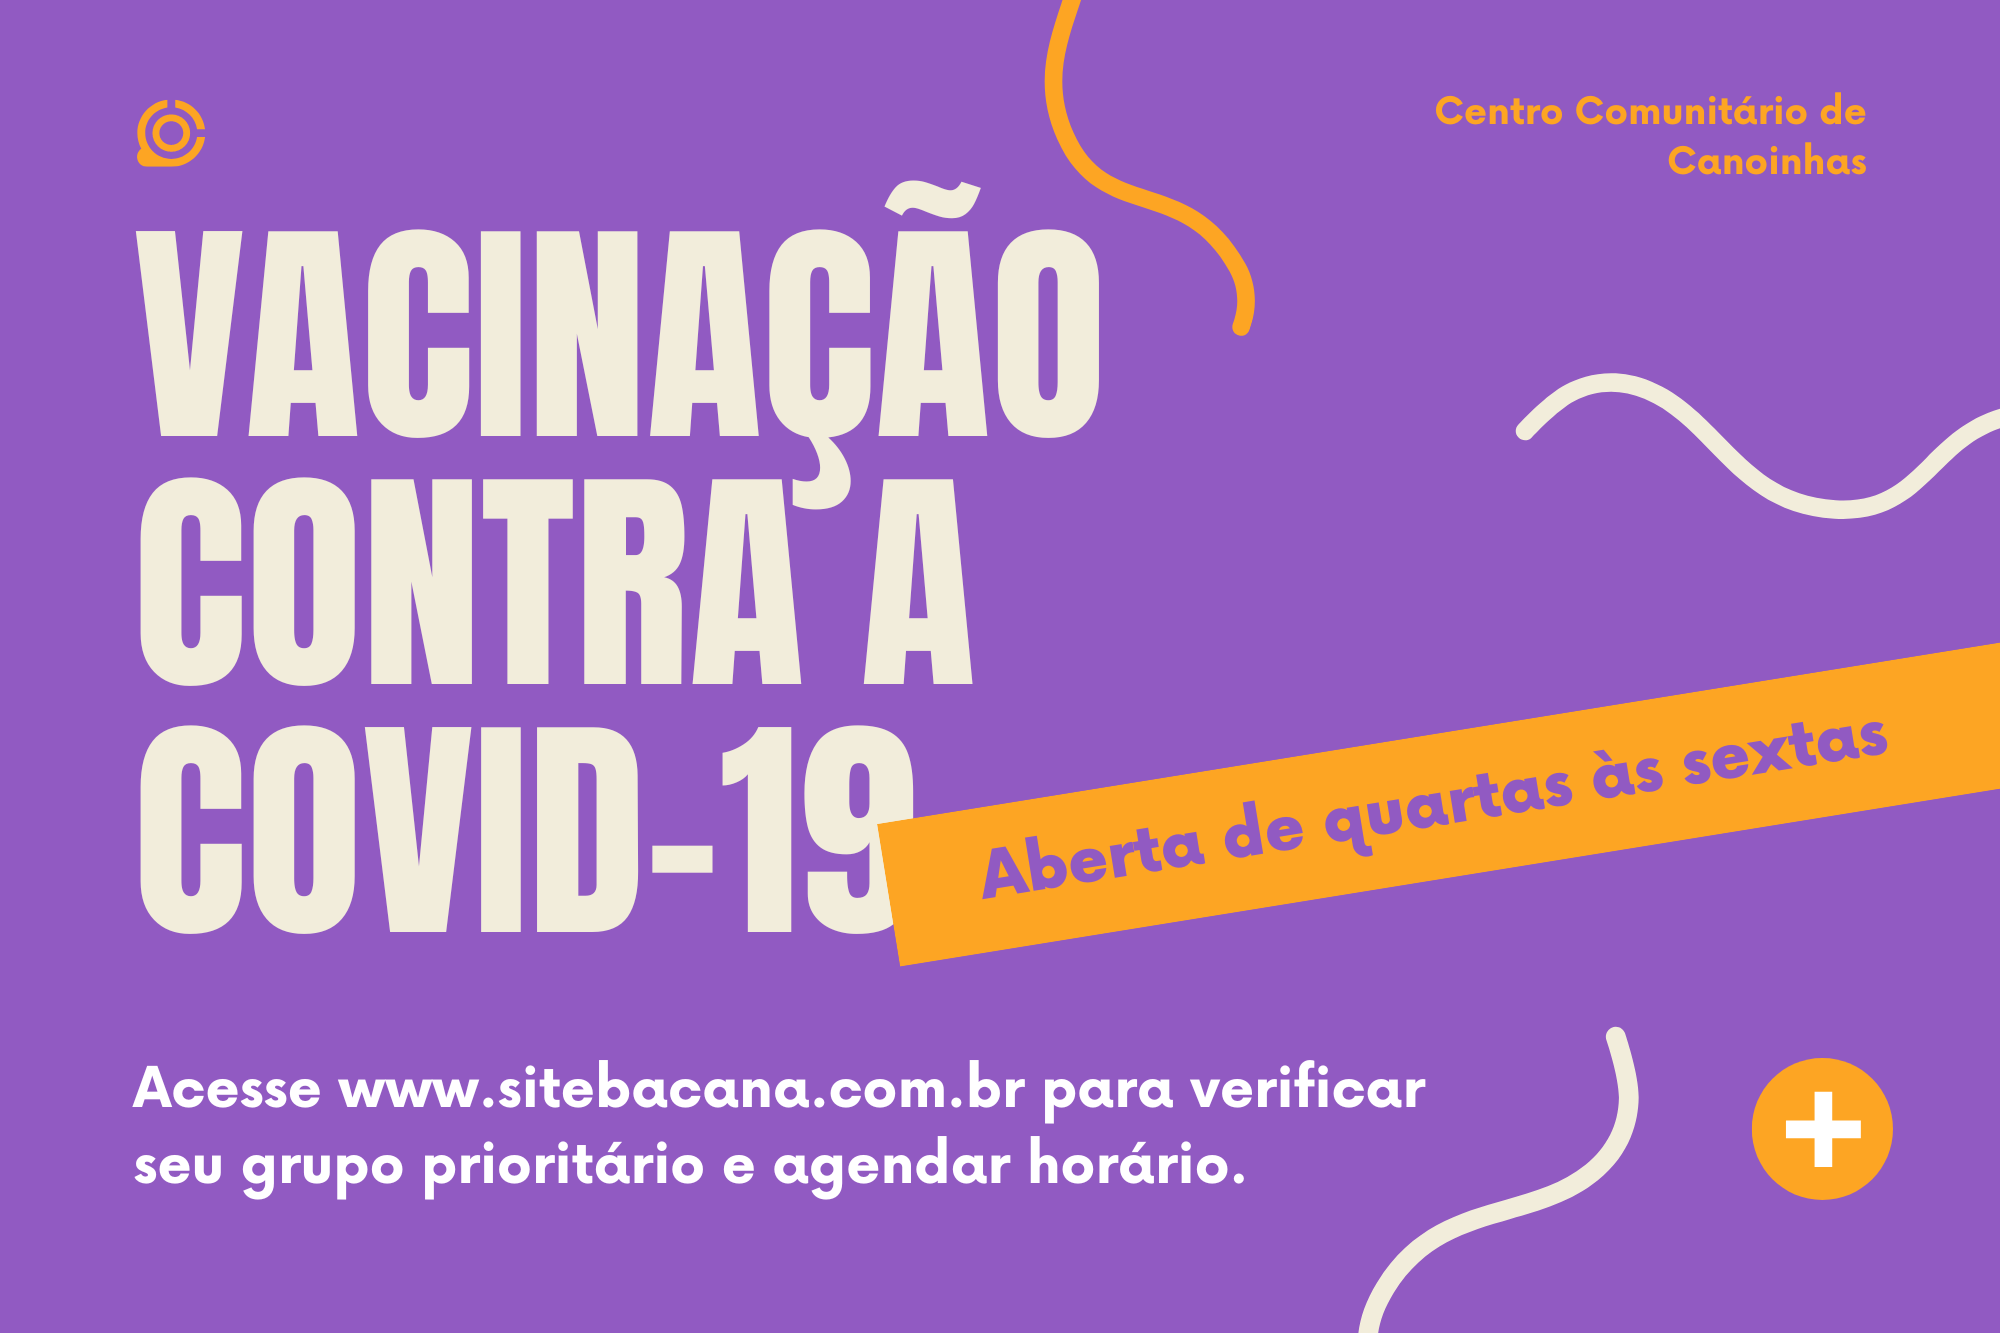 Centro Comunitário de
Canoinhas
VACINAÇÃO
CONTRA A
COVID-19
Aberta de quartas às sextas
Acesse www.sitebacana.com.br para verificar
seu grupo prioritário e agendar horário.